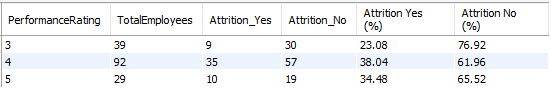 PerformanceRating TotalEmployees Attrition_Yes Attrition_No Attrition Yes (%) Attrition No (%)
3 39 9 30 23.08 76.92
4 92 35 57 38.04 61.96
5 29 10 19 34.48 65.52